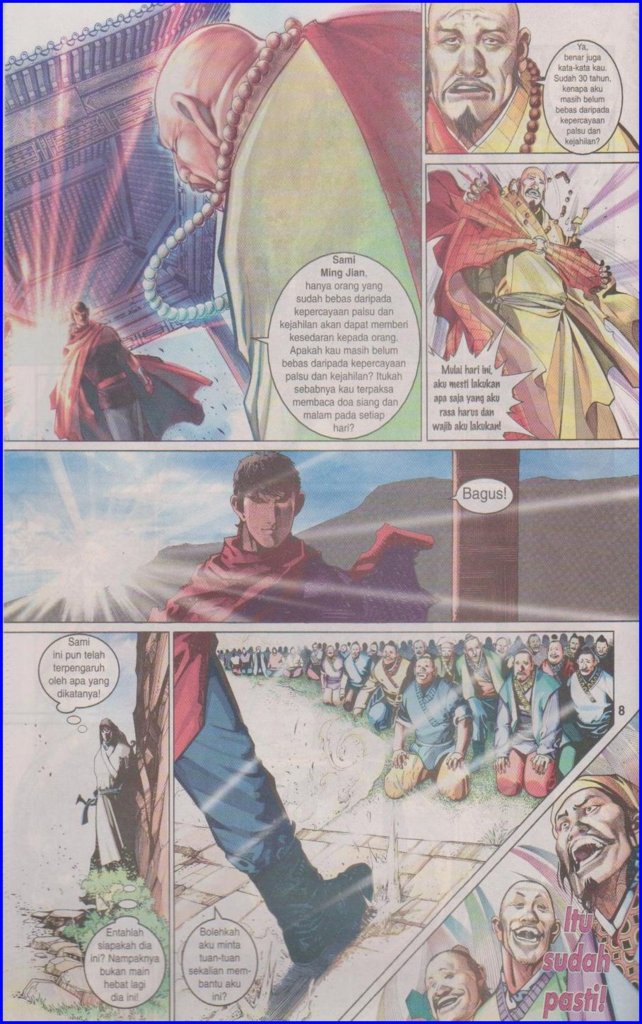 Sami
Ming Jian,
hanya orang yang
sudah bebas daripada
kepercayaan palsu dan
kejahilan akan dapat memberi
kesedaran kepada orang.
Apakah kau masih belum
bebas daripada kepercayaan
palsu dan kejahilan? Itukah
sebabnya kau terpaksa
membaca doa siang dan
malam pada setiap
hari?
Ya,
benar juga
kata-kata kau.
Sudah 30 tahun,
kenapa aku
masih belum
bebas daripada
kepercayaan
palsu dan
kejahilan?
Mulai hari ini,
aku mesti lakukan
apa saja yang aku
rasa harus dan
wajib aku lakukan!
Bagus!
Sami
ini pun telah
terpengaruh
oleh apa yang
dikatanya!
Entahlah
siapakah dia
ini? Nampaknya
bukan main
hebat lagi
dia ini!
Bolehkah
aku minta
tuan-tuan
sekalian mem-
bantu aku
ini?
8
Itu
sudah
pasti!